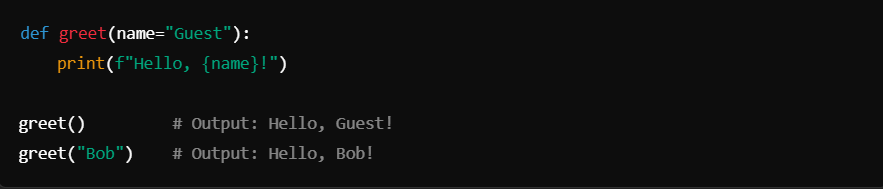 def greet(name="Guest"):
    print(f"Hello, {name}!")
greet()         # Output: Hello, Guest!
greet("Bob")    # Output: Hello, Bob!